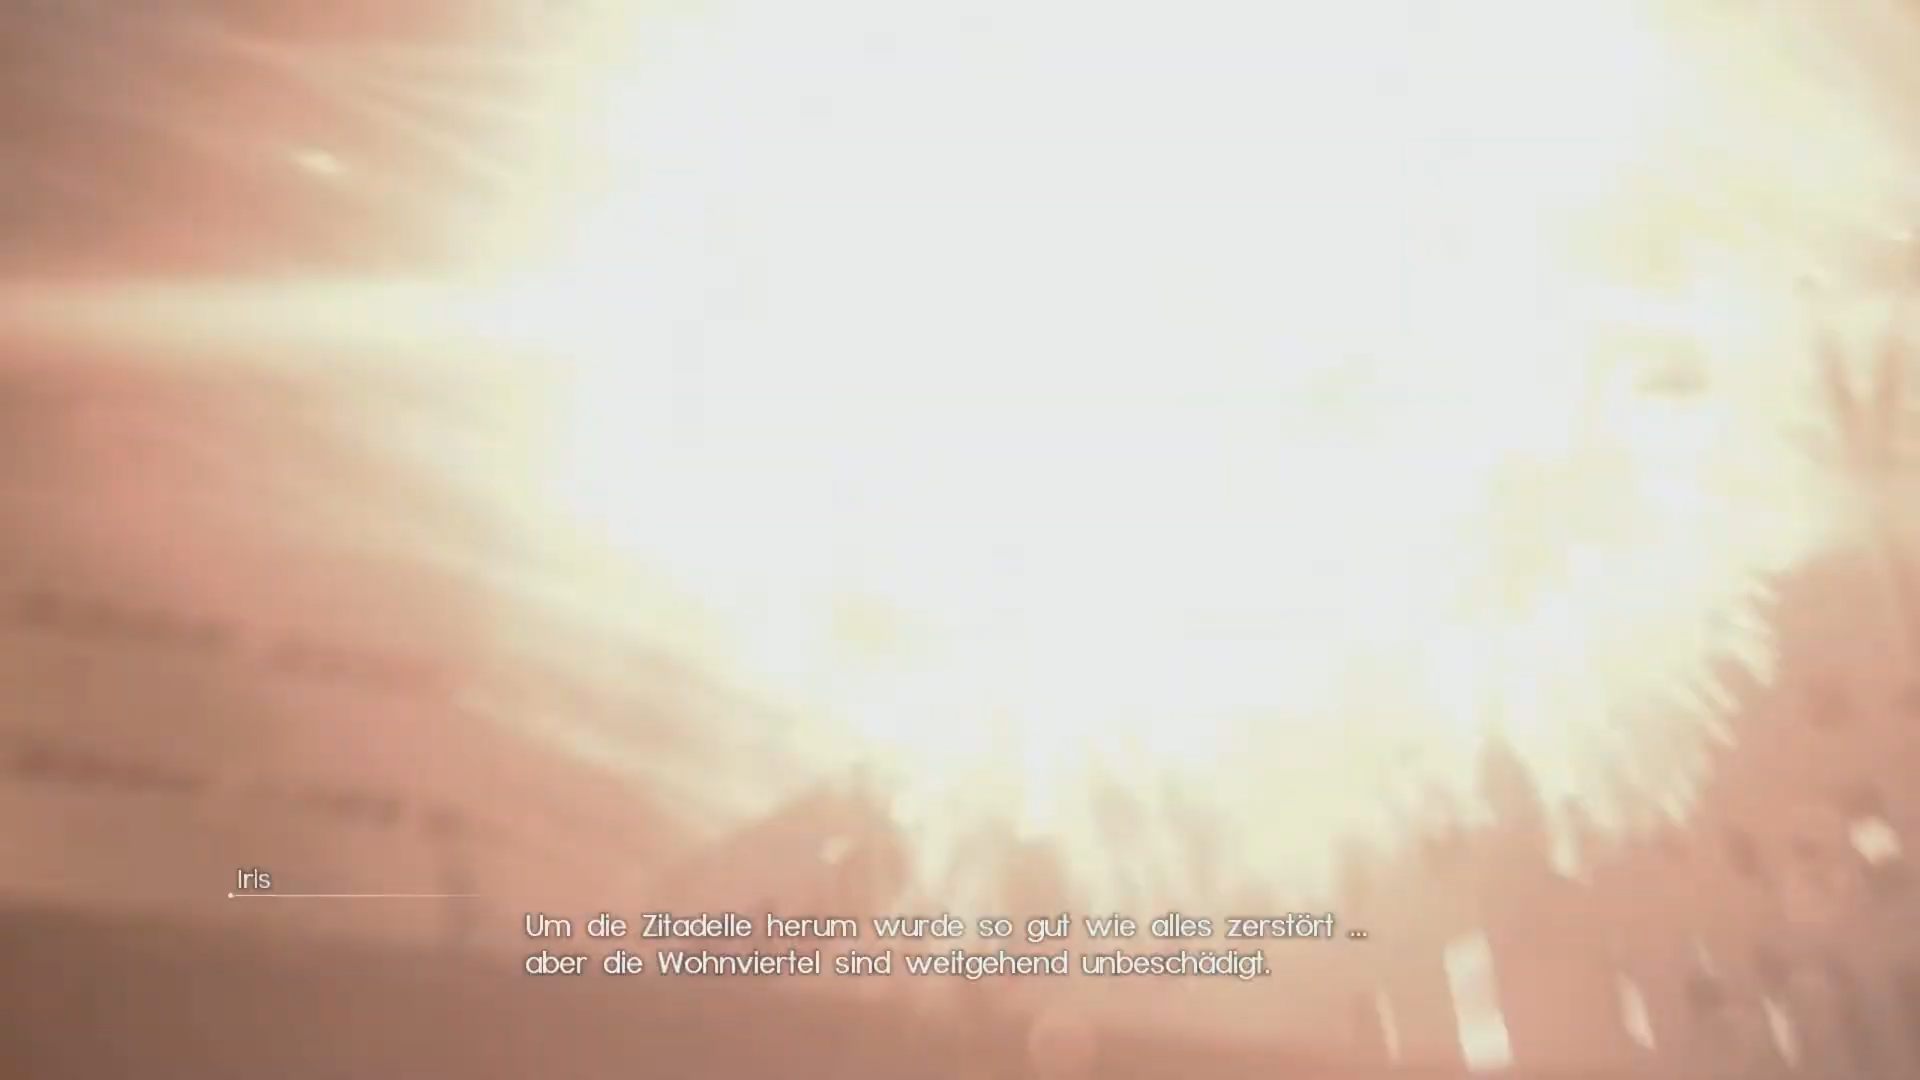 Iris
Um die Zitadelle herum wurde so gut wie alles zerstört ...
aber die Wohnviertel sind weitgehend unbeschädigt.